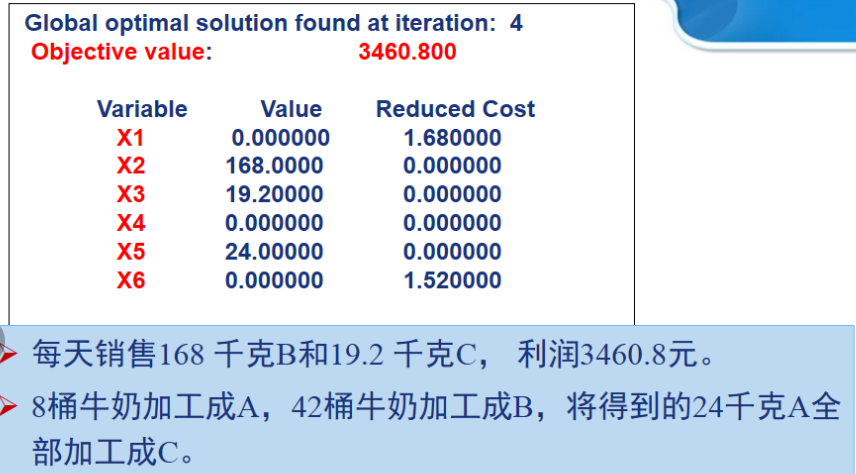 Global optimal solution found at iteration: 4
Objective value: 3460.800
Variable Value Reduced Cost
X1 0.000000 1.680000
X2 168.0000 0.000000
X3 19.20000 0.000000
X4 0.000000 0.000000
X5 24.00000 0.000000
X6 0.000000 1.520000
每天销售168 千克B和19.2 千克C， 利润3460.8元。
8桶牛奶加工成A，42桶牛奶加工成B，将得到的24千克A全
部加工成C。